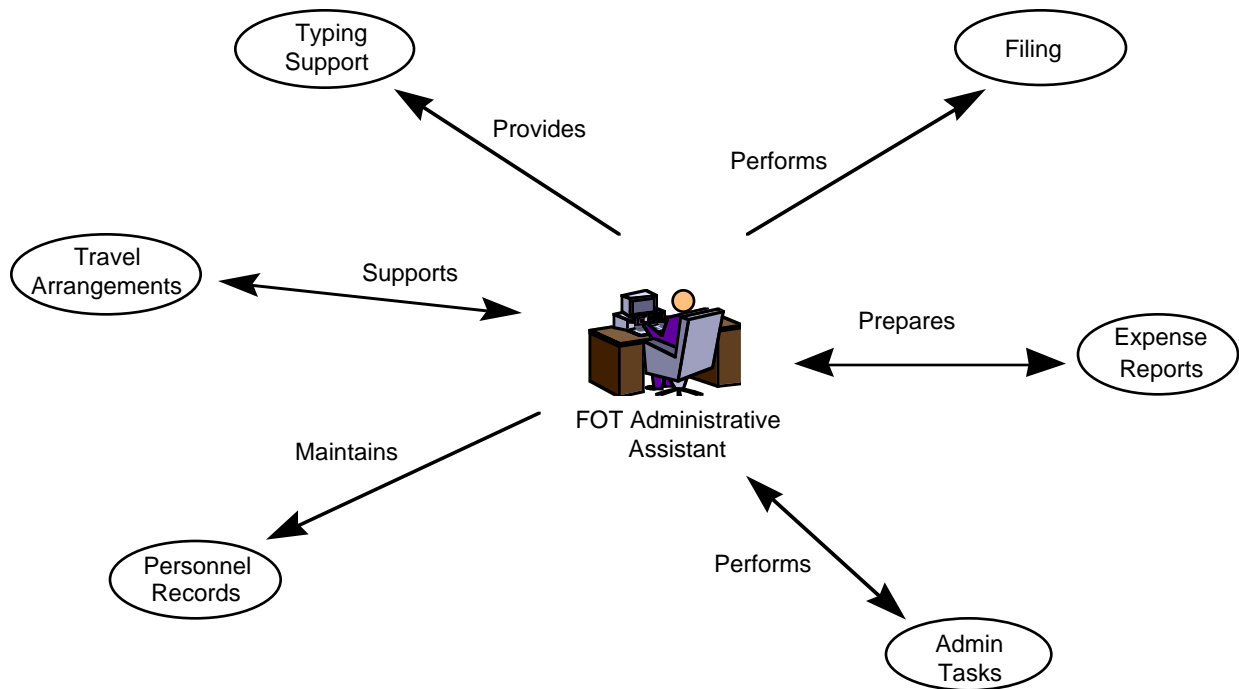 Typing
Support
Filing
Provides
Performs
Travel
Arrangements
Supports
Prepares
Expense
Reports
FOT Administrative
Assistant
Maintains
Personnel
Records
Performs
Admin
Tasks